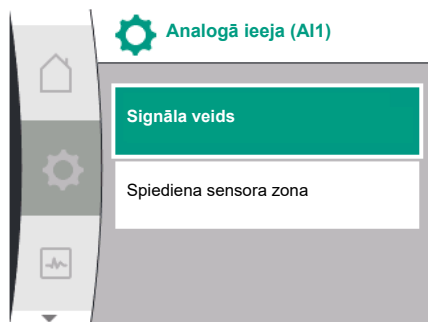 Analogā ieeja (AI1)
Signāla veids
Spiediena sensora zona